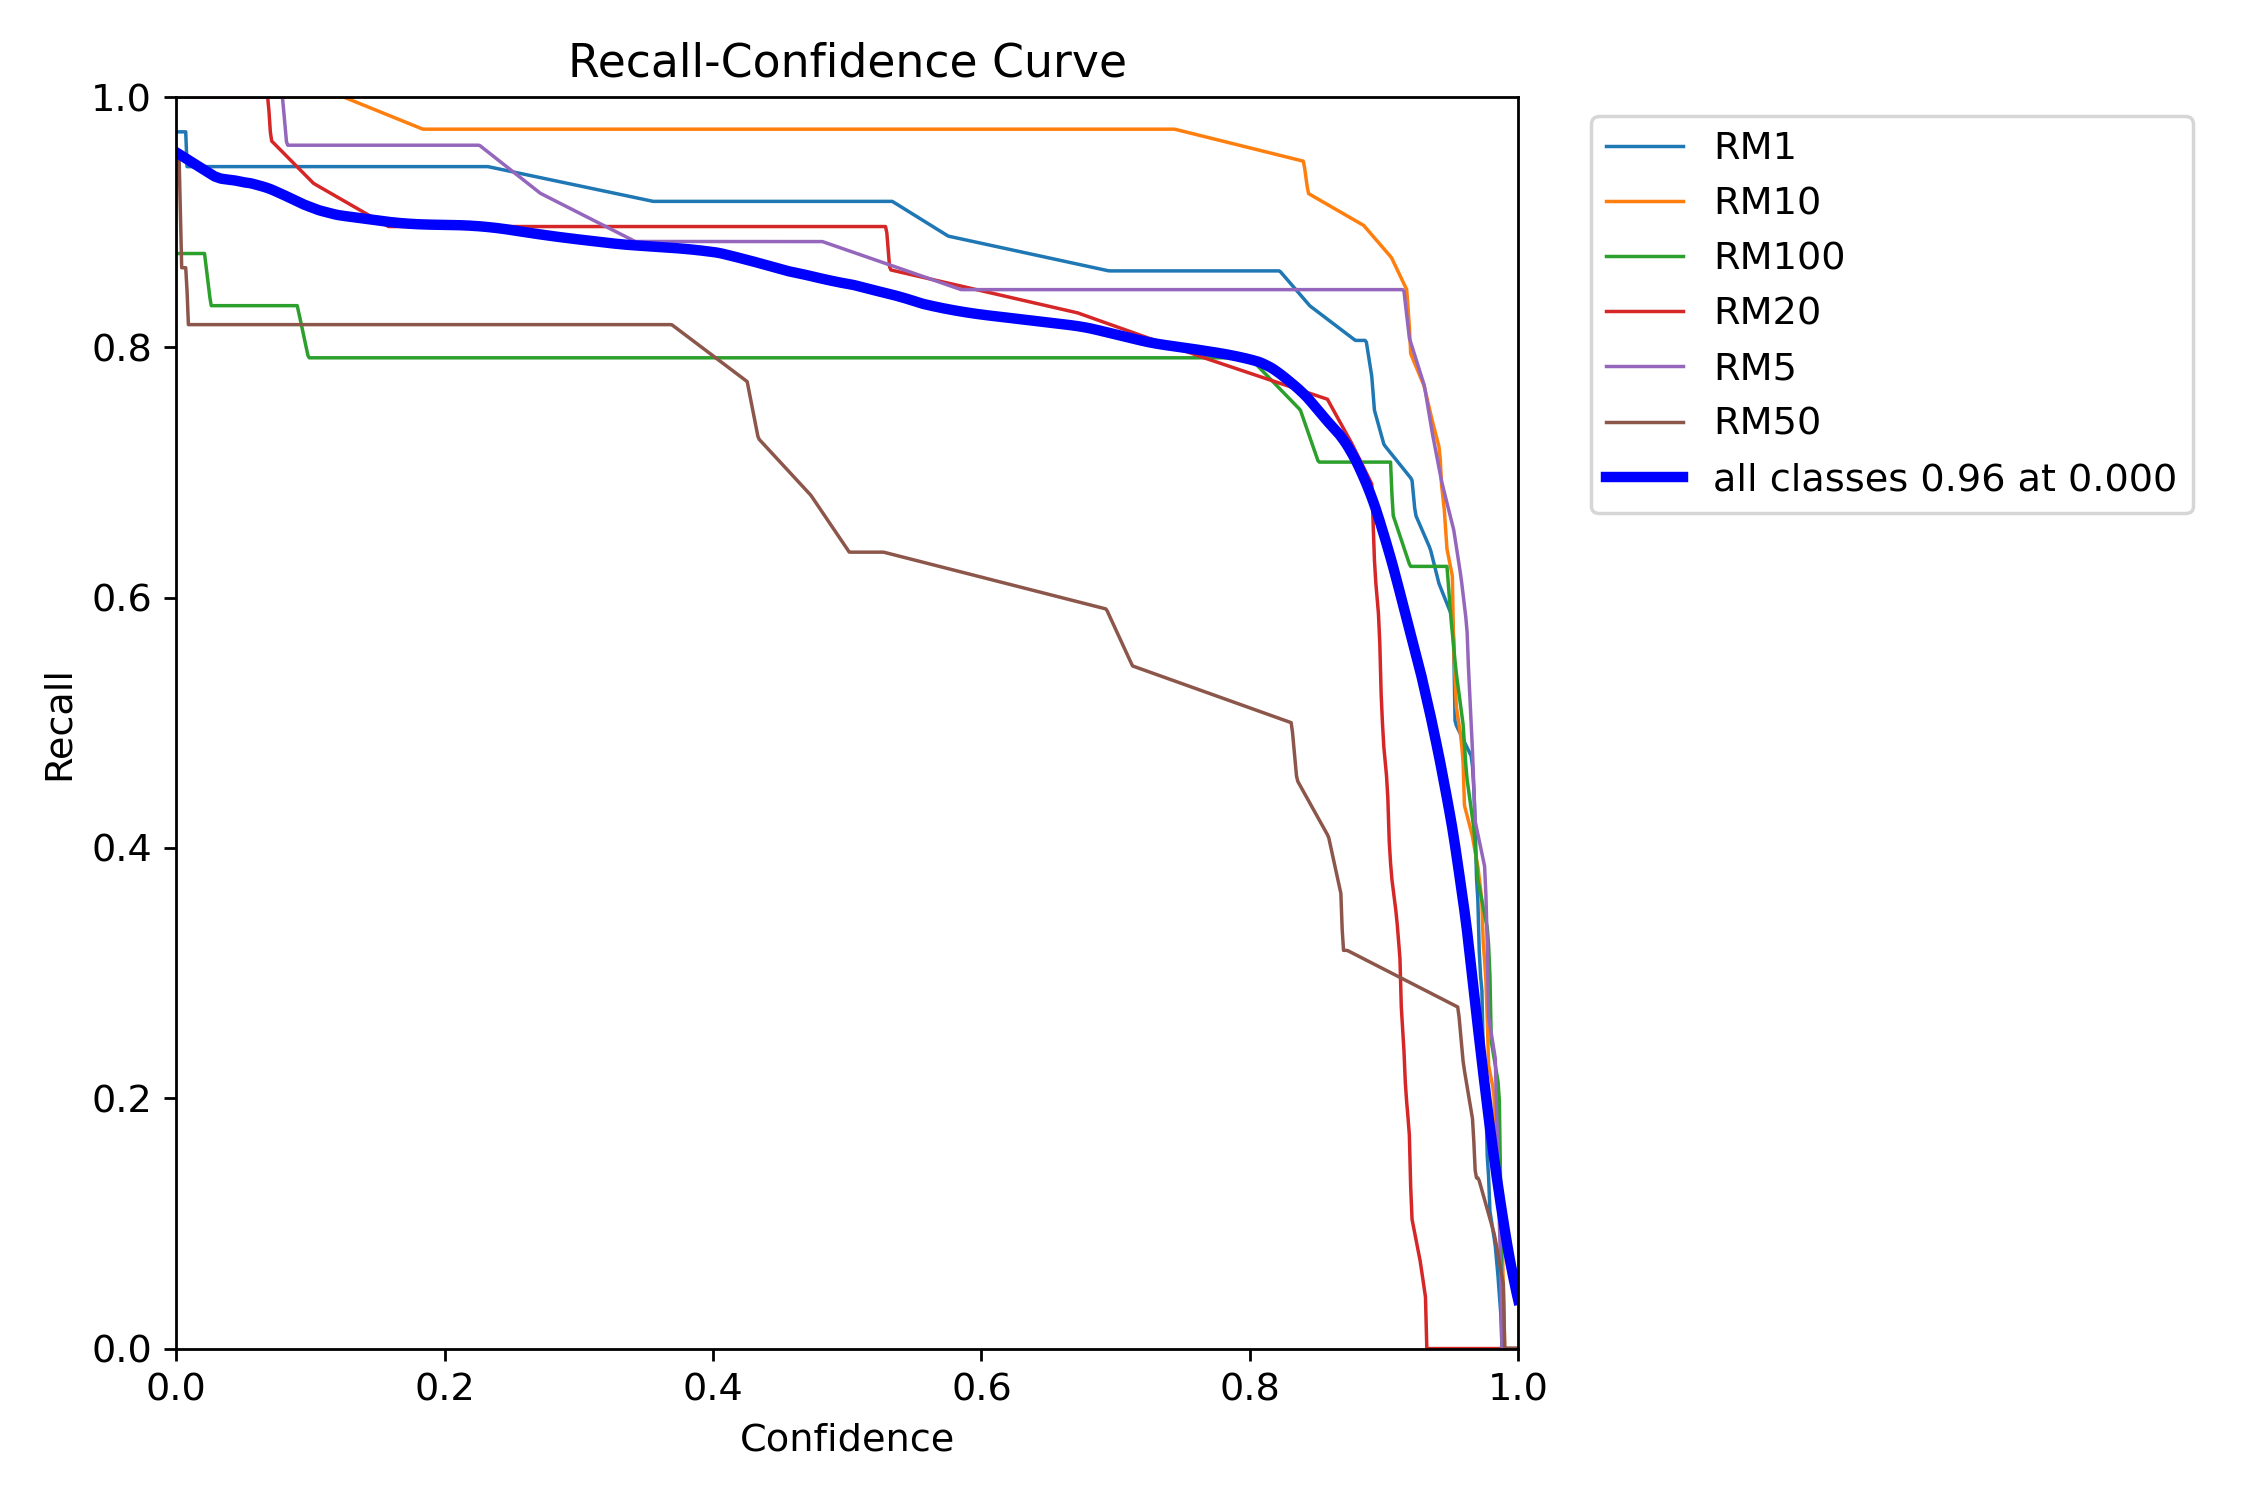 Recall-Confidence Curve
1.0
0.8
0.6
0.4
0.2
0.0
Recall
0.0 0.2 0.4 0.6 0.8 1.0
Confidence
RM1
RM10
RM100
RM20
RM5
RM50
all classes 0.96 at 0.000